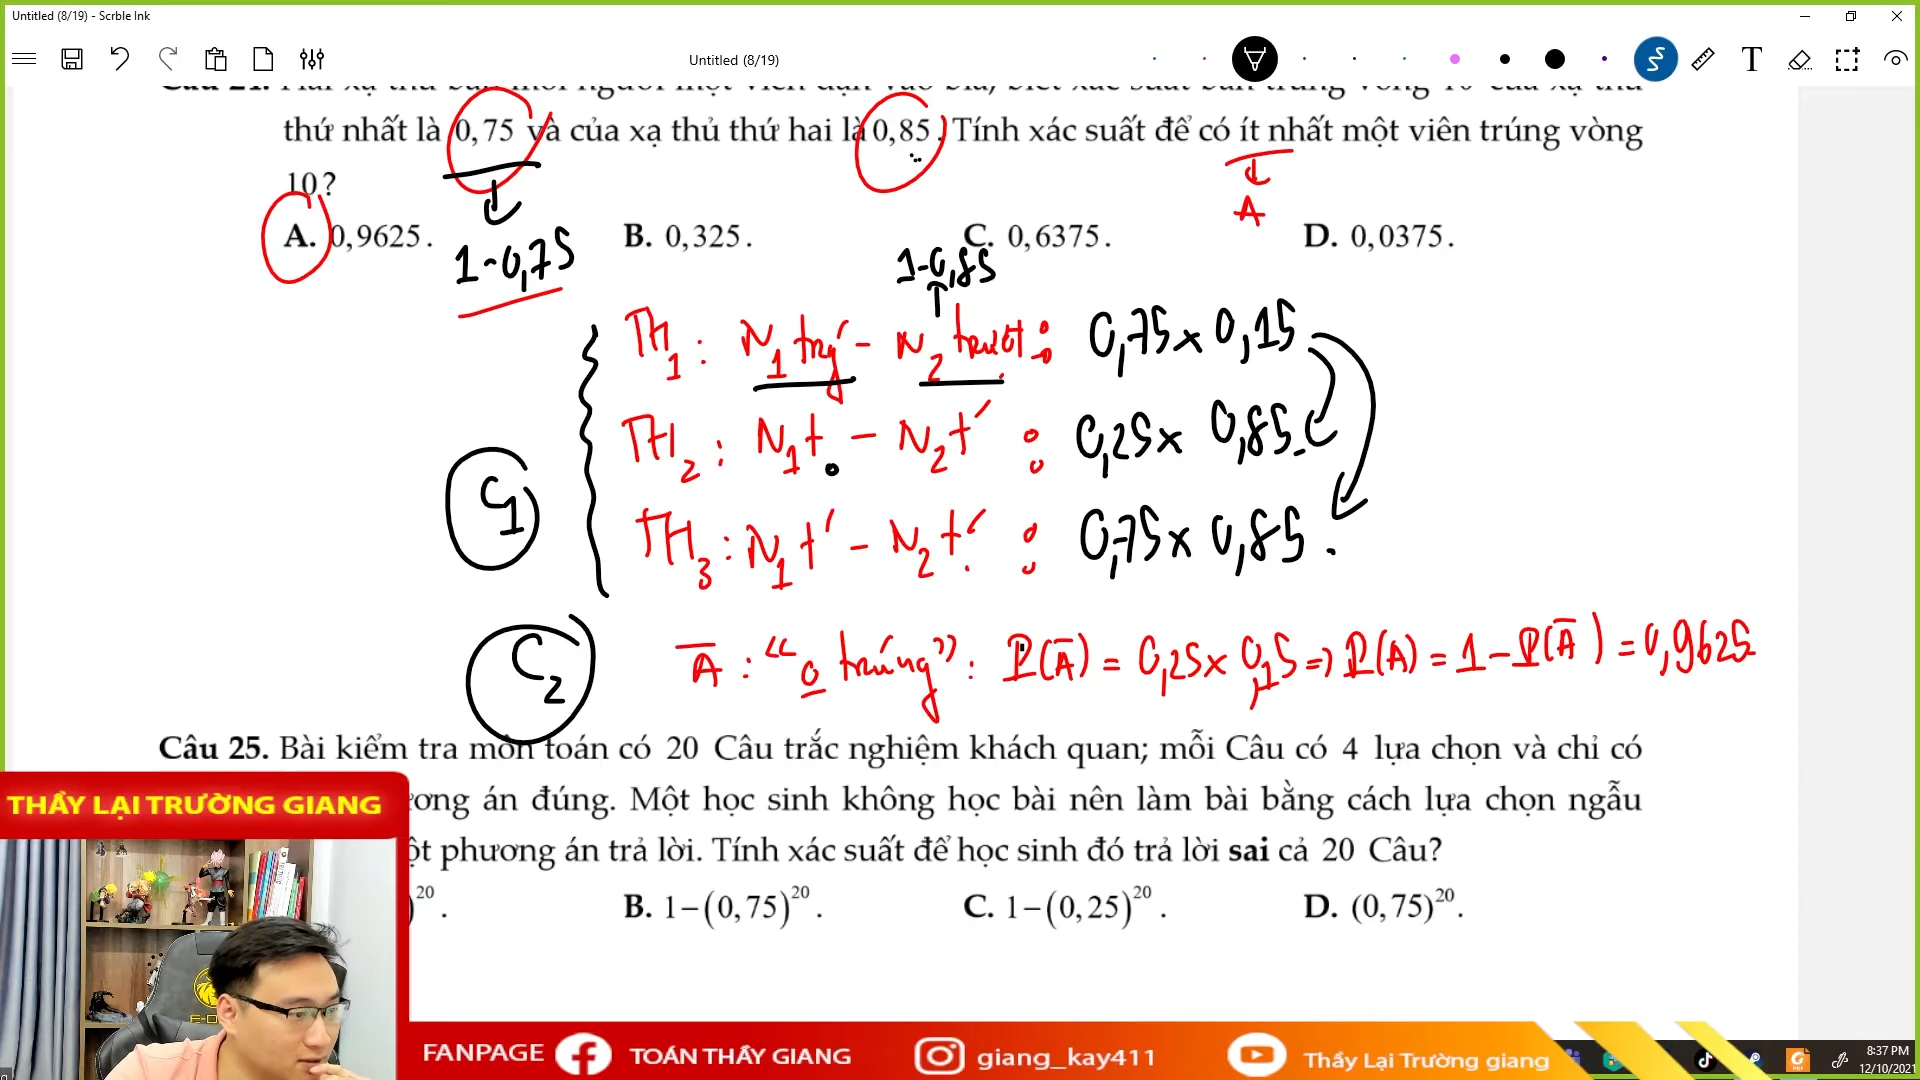 Untitled (8/19) - Scrble Ink
Untitled (8/19)
thứ nhất là 0,75 và của xạ thủ thứ hai là 0,85. Tính xác suất để có ít nhất một viên trúng vòng
10?
A
A. 0,9625. B. 0,325. C. 0,6375. D. 0,0375.
1-0,75
1-0,85
TH1: N1 - N2 trượt: 0,75 x 0,15
TH2: N1 t - N2 t' : 0,25 x 0,85
TH3: N1 t' - N2 t' : 0,75 x 0,85.
C1
C2
A̅ : "0 trúng": P(A̅) = 0,25 x 0,15 => P(A) = 1 - P(A̅) = 0,9625
Câu 25. Bài kiểm tra môn toán có 20 Câu trắc nghiệm khách quan; mỗi Câu có 4 lựa chọn và chỉ có
ương án đúng. Một học sinh không học bài nên làm bài bằng cách lựa chọn ngẫu
ột phương án trả lời. Tính xác suất để học sinh đó trả lời sai cả 20 Câu?
)^20. B. 1-(0,75)^20. C. 1-(0,25)^20. D. (0,75)^20.
THẦY LẠI TRƯỜNG GIANG
FANPAGE TOÁN THẦY GIANG giang_kay411 Thầy Lại Trường giang
8:37 PM
12/10/2021